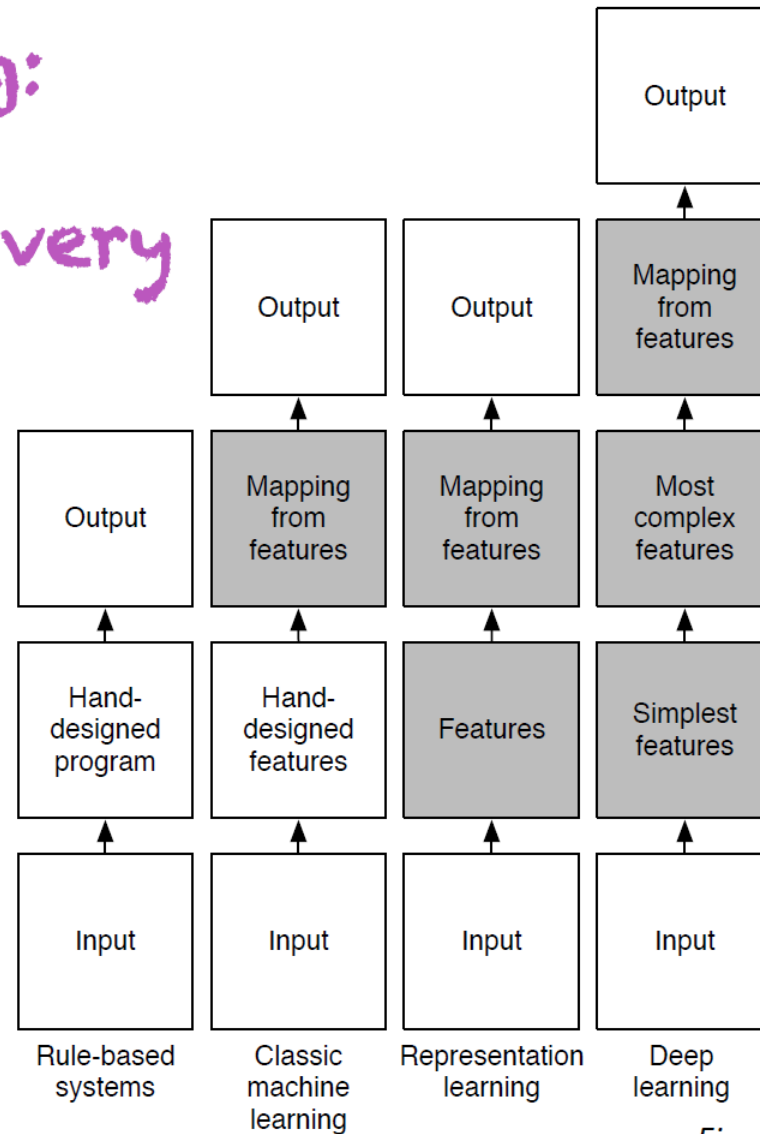 ):
very
Output
Mapping
from
features
Output
Output
Most
complex
features
Mapping
from
features
Mapping
from
features
Output
Simplest
features
Features
Hand-
designed
features
Hand-
designed
program
Input
Input
Input
Input
Rule-based
systems
Classic
machine
learning
Representation
learning
Deep
learning